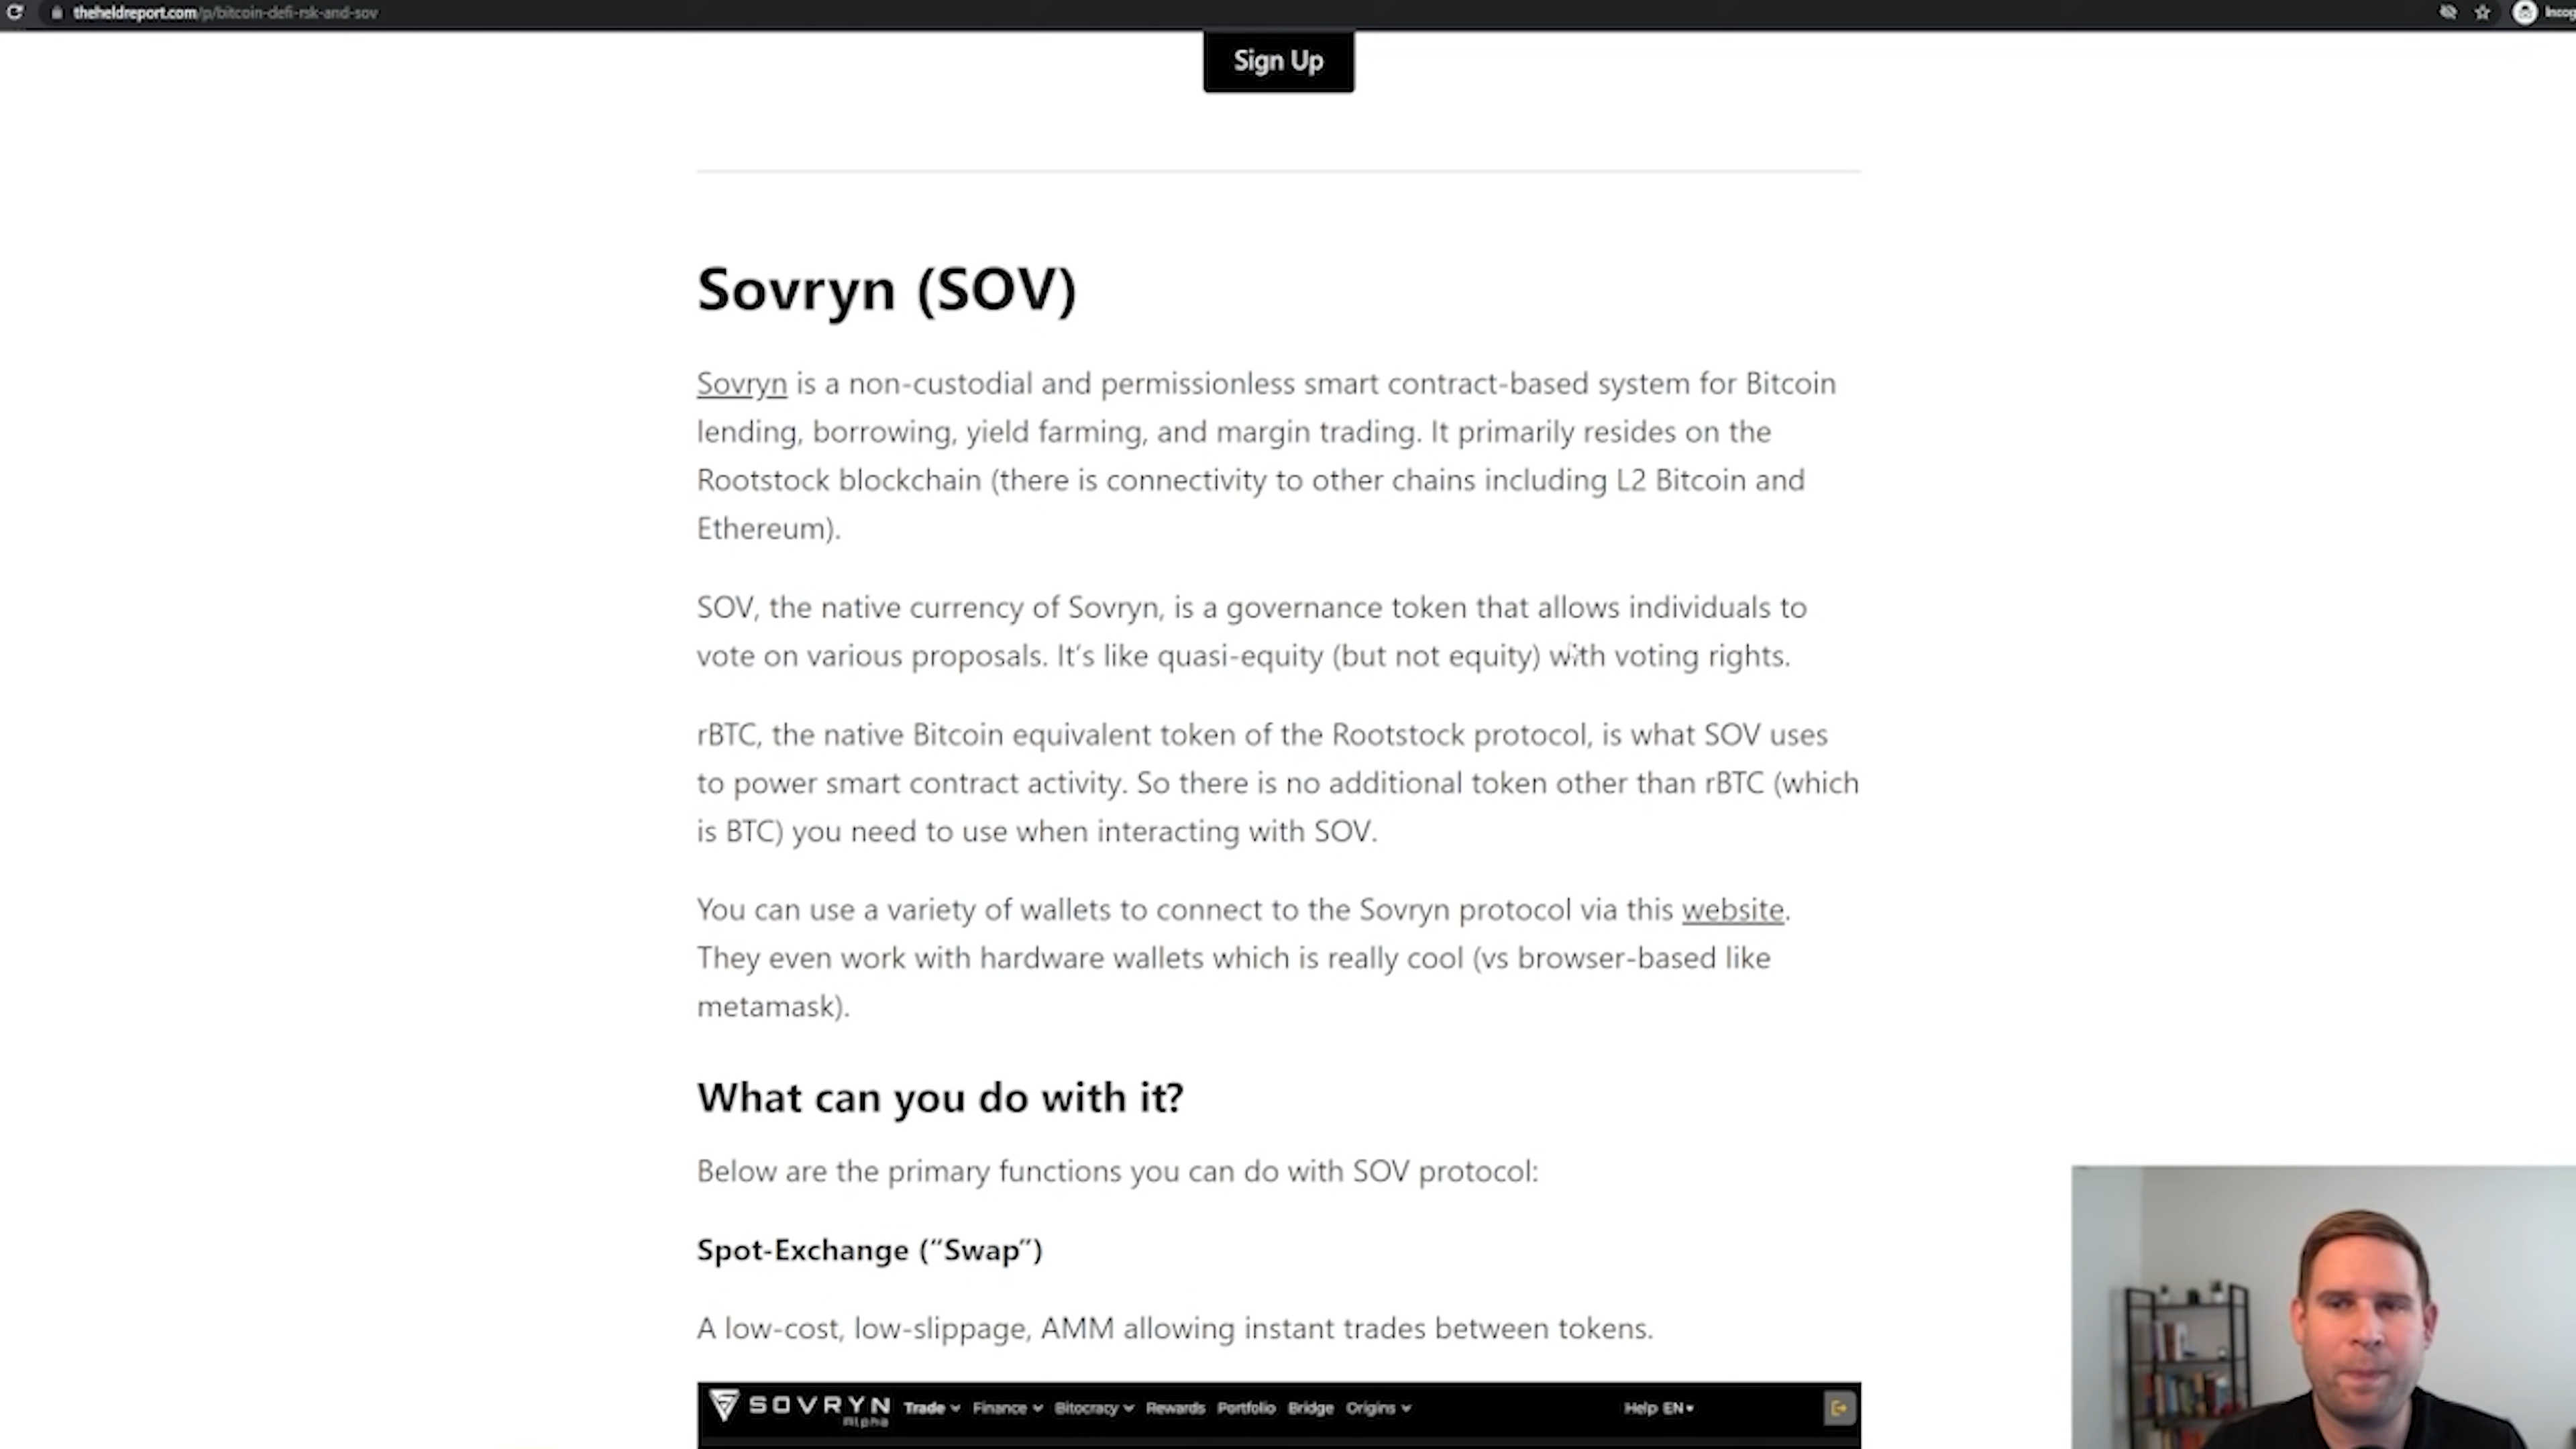 theheldreport.com/p/bitcoin-defi-rsk-and-sov
Incog
Sign Up
Sovryn (SOV)
Sovryn is a non-custodial and permissionless smart contract-based system for Bitcoin
lending, borrowing, yield farming, and margin trading. It primarily resides on the
Rootstock blockchain (there is connectivity to other chains including L2 Bitcoin and
Ethereum).
SOV, the native currency of Sovryn, is a governance token that allows individuals to
vote on various proposals. It's like quasi-equity (but not equity) with voting rights.
rBTC, the native Bitcoin equivalent token of the Rootstock protocol, is what SOV uses
to power smart contract activity. So there is no additional token other than rBTC (which
is BTC) you need to use when interacting with SOV.
You can use a variety of wallets to connect to the Sovryn protocol via this website.
They even work with hardware wallets which is really cool (vs browser-based like
metamask).
What can you do with it?
Below are the primary functions you can do with SOV protocol:
Spot-Exchange (“Swap”)
A low-cost, low-slippage, AMM allowing instant trades between tokens.
SOVRYN Trade Finance Bitocracy Rewards Portfolio Bridge Origins Help EN
Alpha